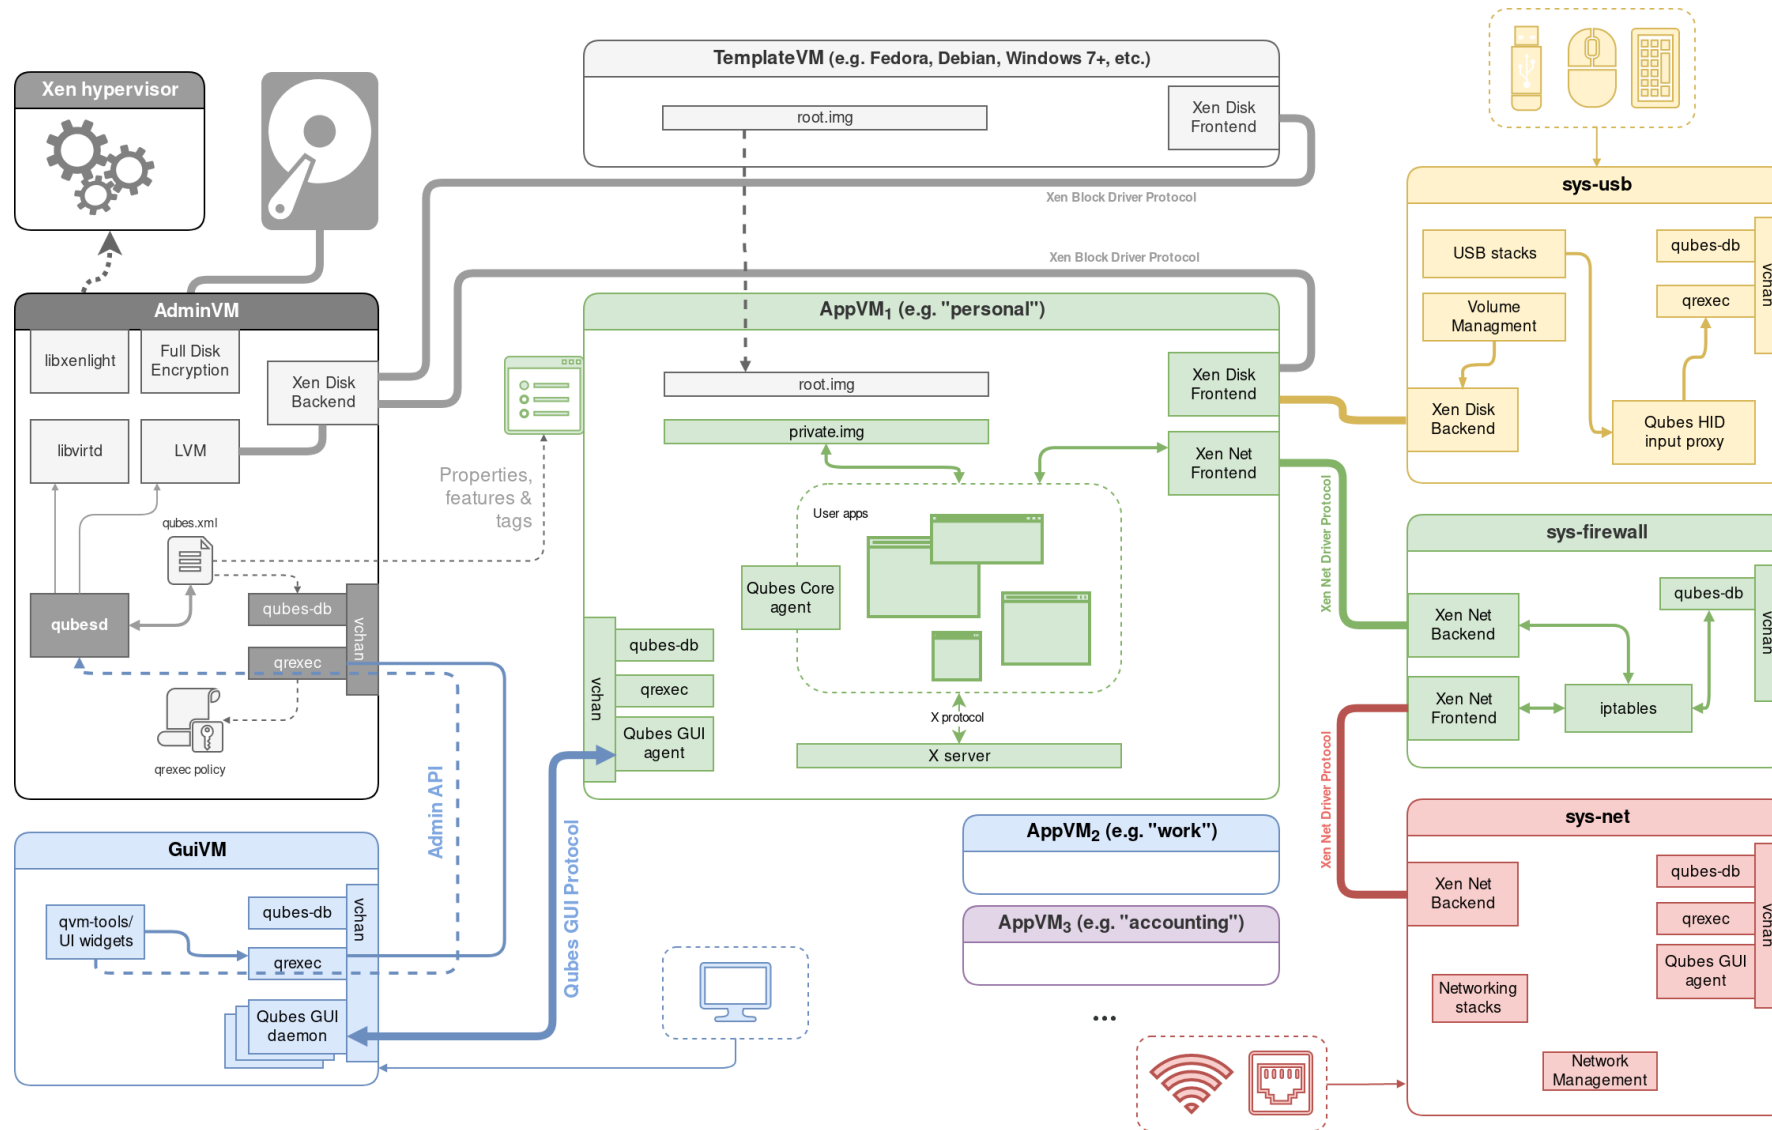 TemplateVM (e.g. Fedora, Debian, Windows 7+, etc.)
root.img
Xen Disk
Frontend
Xen Block Driver Protocol
Xen hypervisor
AdminVM
libxenlight
Full Disk
Encryption
Xen Disk
Backend
libvirtd
LVM
qubes.xml
qubesd
qubes-db
qrexec
vchan
qrexec policy
Properties,
features &
tags
Xen Block Driver Protocol
AppVM1 (e.g. "personal")
root.img
private.img
Xen Disk
Frontend
Xen Net
Frontend
User apps
Qubes Core
agent
vchan
qubes-db
qrexec
Qubes GUI
agent
X protocol
X server
sys-usb
USB stacks
Volume
Managment
qubes-db
qrexec
vchan
Xen Disk
Backend
Qubes HID
input proxy
Xen Net Driver Protocol
sys-firewall
Xen Net
Backend
Xen Net
Frontend
qubes-db
vchan
iptables
Xen Net Driver Protocol
sys-net
Xen Net
Backend
qubes-db
qrexec
Qubes GUI
agent
vchan
Networking
stacks
Network
Management
GuiVM
qvm-tools/
UI widgets
qubes-db
qrexec
vchan
Qubes GUI
daemon
Admin API
Qubes GUI Protocol
AppVM2 (e.g. "work")
AppVM3 (e.g. "accounting")
...